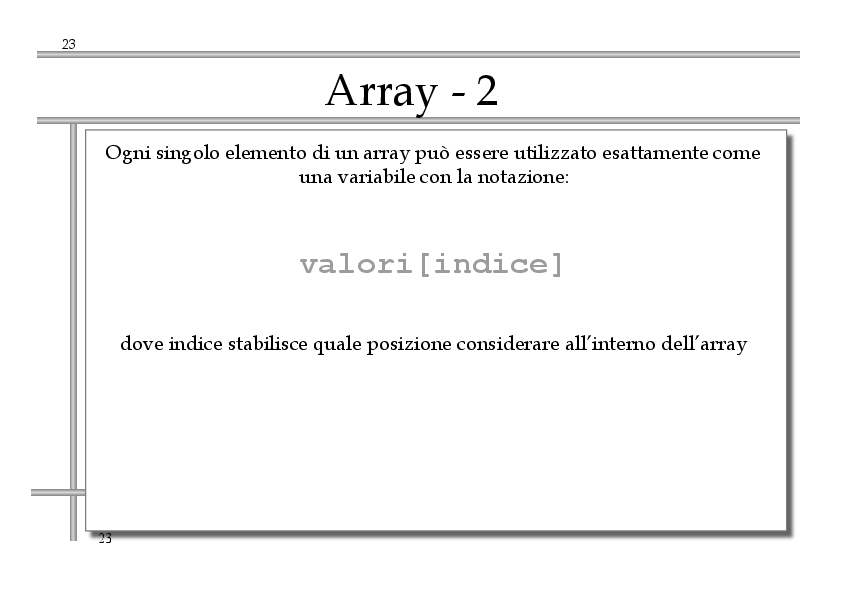 23
Array - 2
Ogni singolo elemento di un array può essere utilizzato esattamente come
una variabile con la notazione:
valori[indice]
dove indice stabilisce quale posizione considerare all’interno dell’array
23